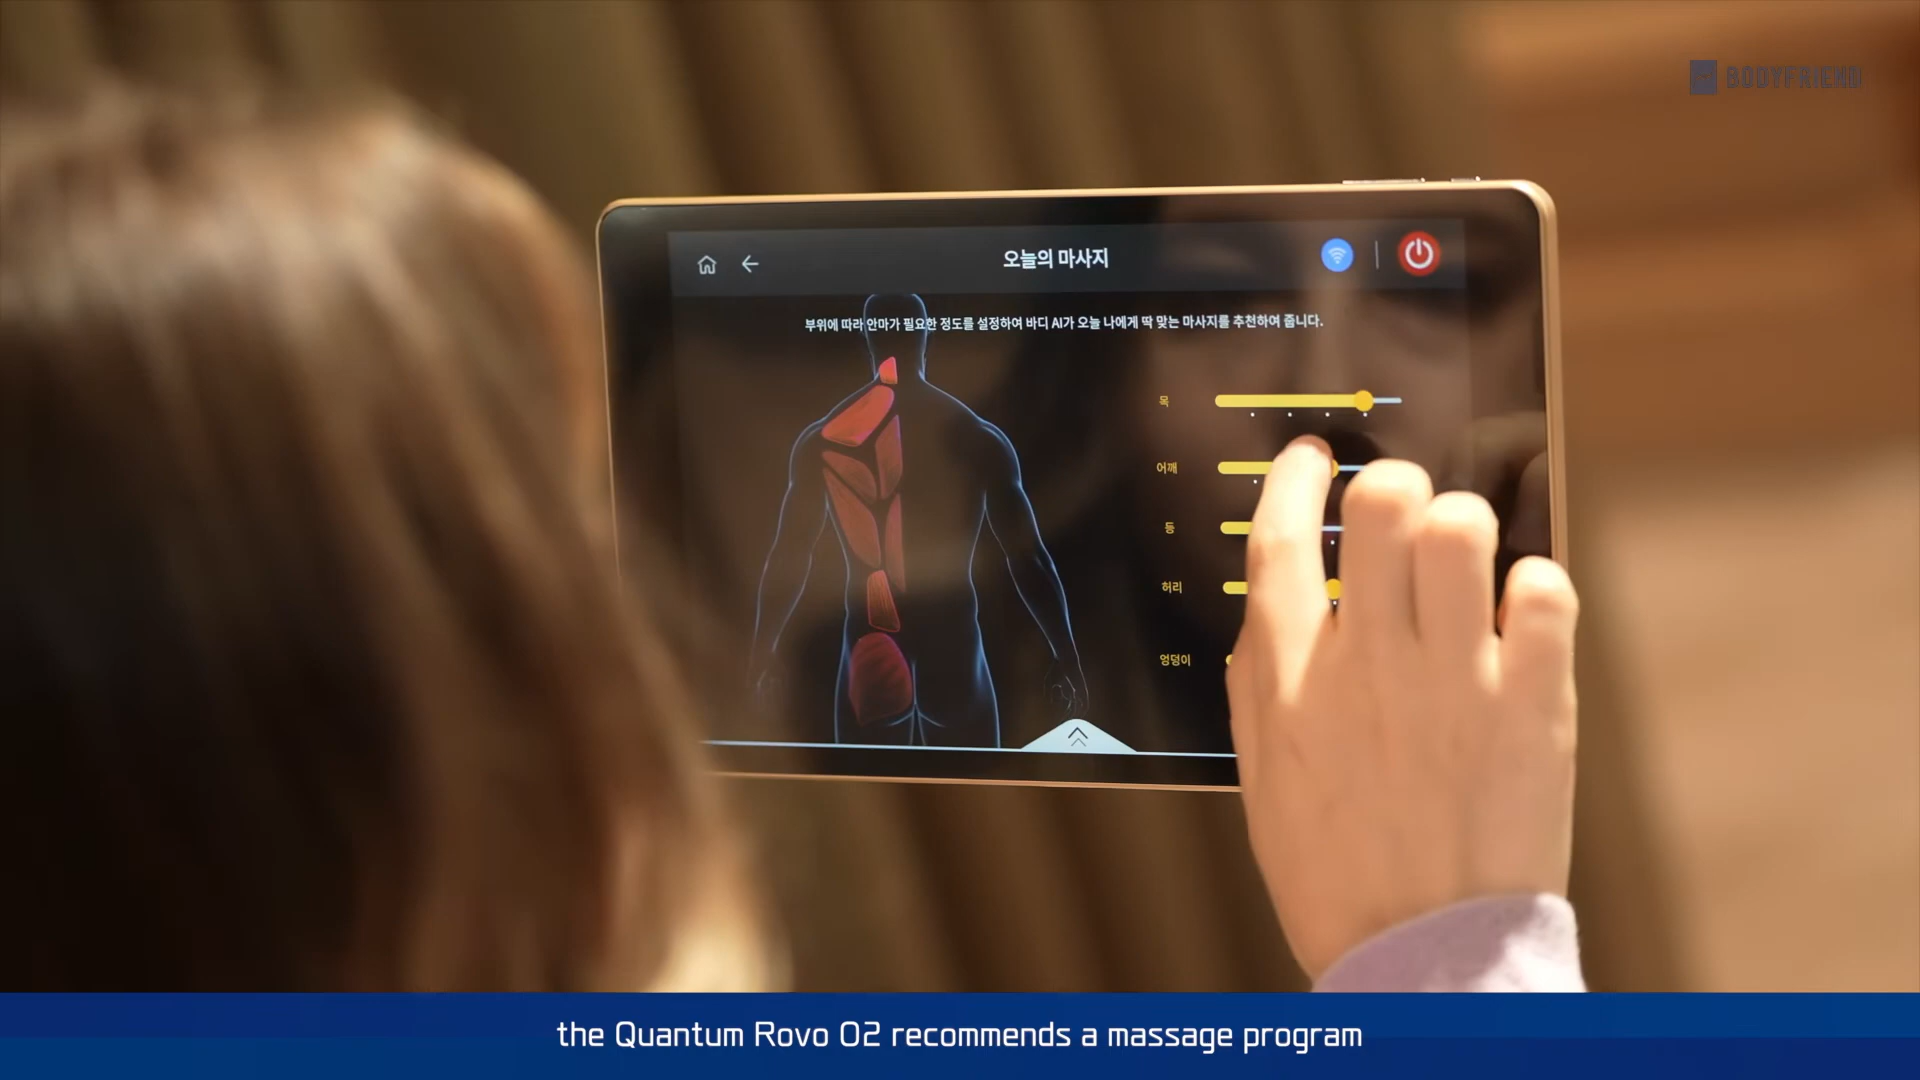 BODYFRIEND
오늘의 마사지
부위에 따라 안마가 필요한 정도를 설정하여 바디 AI가 오늘 나에게 딱 맞는 마사지를 추천하여 줍니다.
목
어깨
등
허리
엉덩이
the Quantum Rovo O2 recommends a massage program